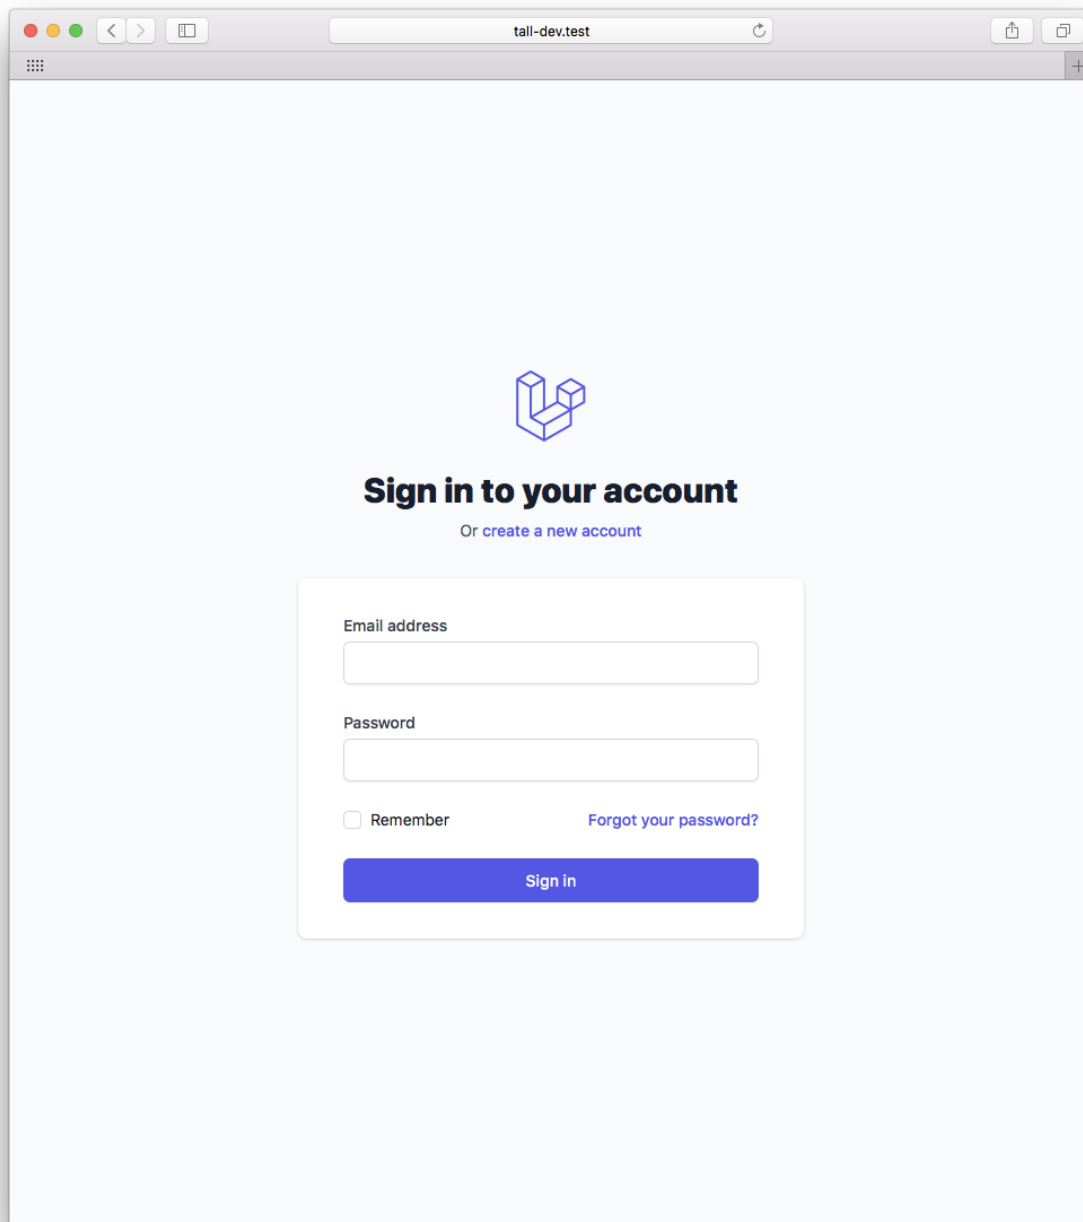 tall-dev.test
Sign in to your account
Or create a new account
Email address
Password
Remember
Forgot your password?
Sign in